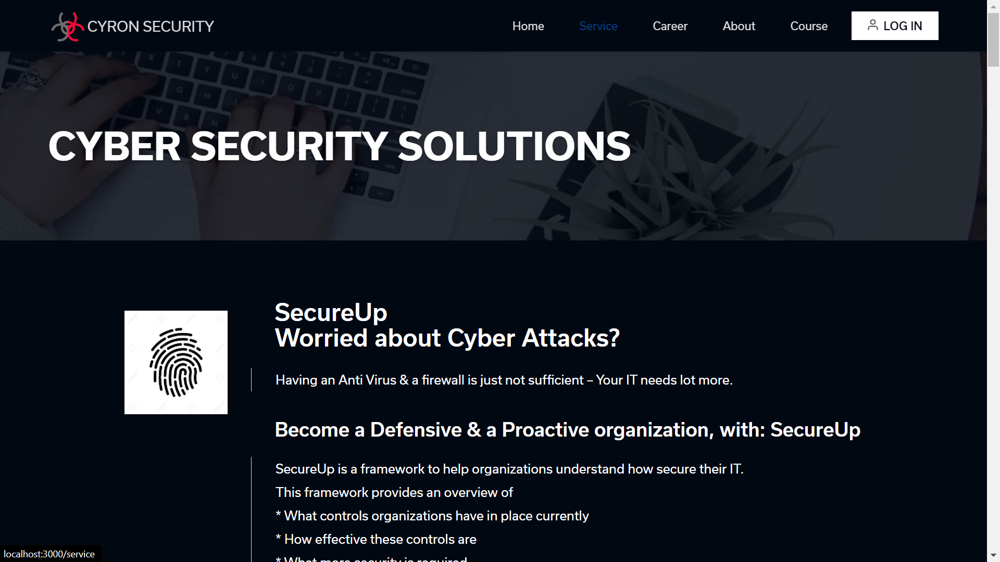 CYRON SECURITY
Home
Service
Career
About
Course
LOG IN
CYBER SECURITY SOLUTIONS
SecureUp
Worried about Cyber Attacks?
Having an Anti Virus & a firewall is just not sufficient – Your IT needs lot more.
Become a Defensive & a Proactive organization, with: SecureUp
SecureUp is a framework to help organizations understand how secure their IT.
This framework provides an overview of
* What controls organizations have in place currently
* How effective these controls are
* What more security is required
localhost:3000/service